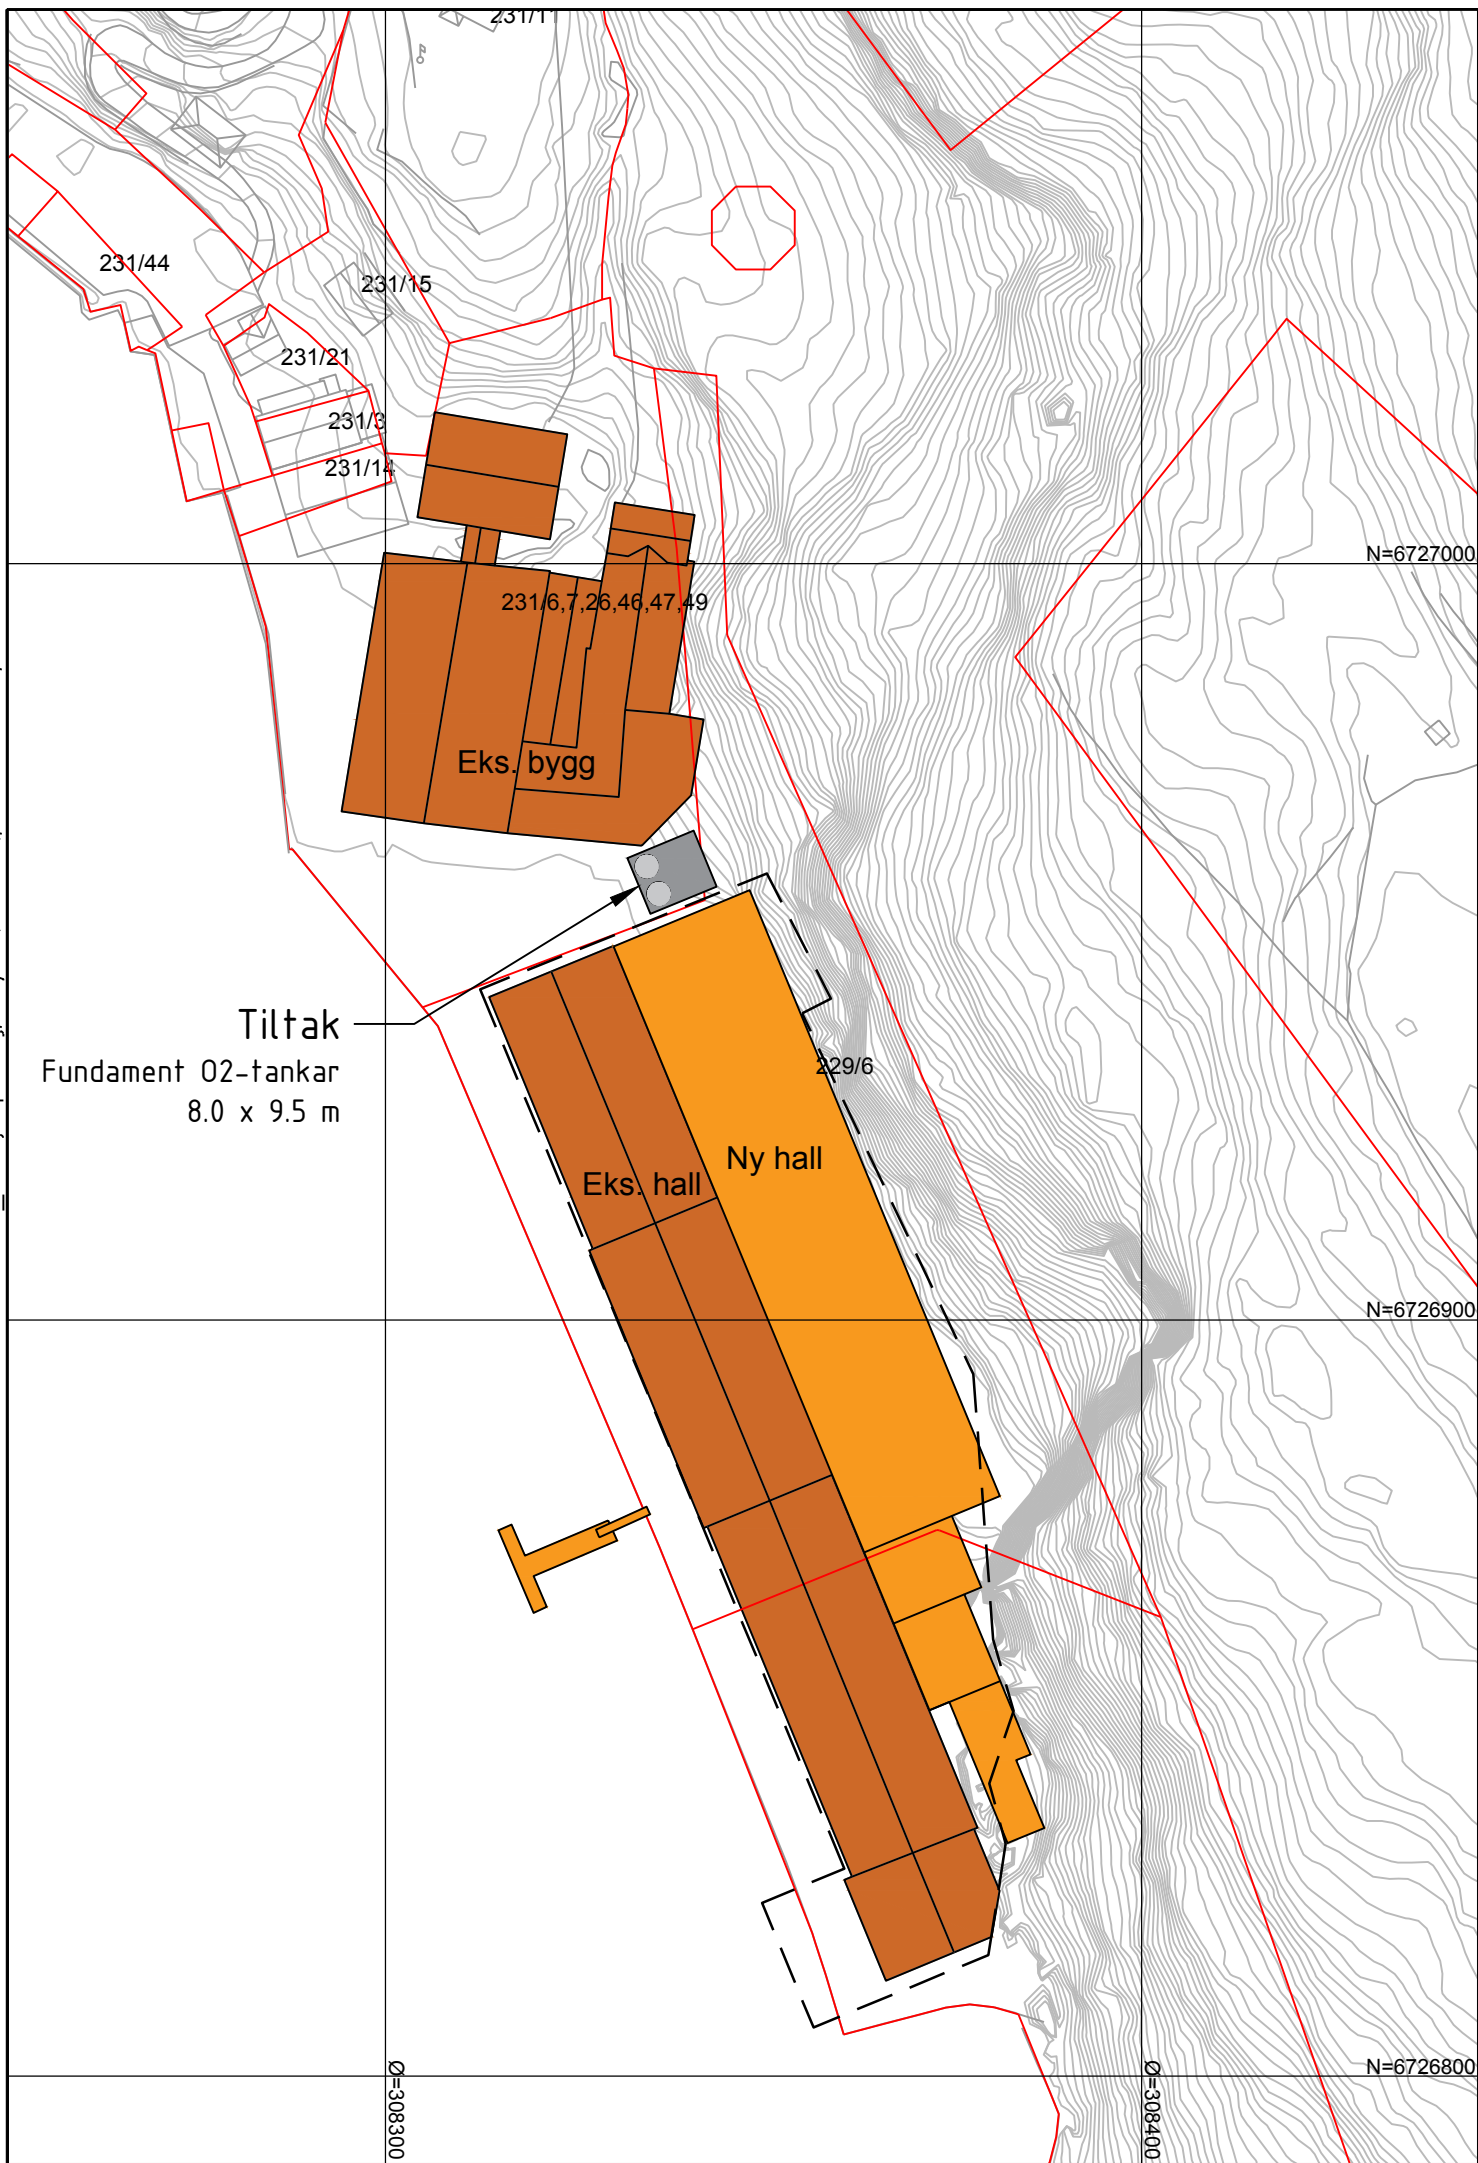 231/11
231/44
231/15
231/21
231/3
231/14
N=6727000
231/6,7,26,46,47,49
Eks. bygg
Tiltak
Fundament O2-tankar
8.0 x 9.5 m
229/6
Ny hall
Eks. hall
N=6726900
N=6726800
Ø=308300
Ø=308400